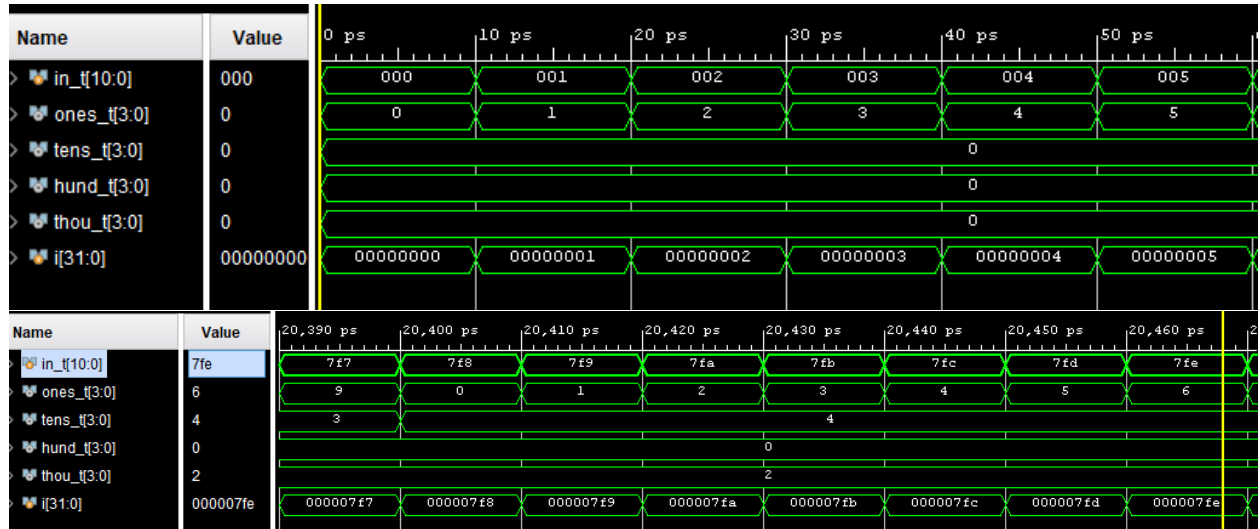 Name Value 0 ps 10 ps 20 ps 30 ps 40 ps 50 ps
in_t[10:0] 000 000 001 002 003 004 005
ones_t[3:0] 0 0 1 2 3 4 5
tens_t[3:0] 0 0
hund_t[3:0] 0 0
thou_t[3:0] 0 0
i[31:0] 00000000 00000000 00000001 00000002 00000003 00000004 00000005
Name Value 20,390 ps 20,400 ps 20,410 ps 20,420 ps 20,430 ps 20,440 ps 20,450 ps 20,460 ps 2
in_t[10:0] 7fe 7f7 7f8 7f9 7fa 7fb 7fc 7fd 7fe
ones_t[3:0] 6 9 0 1 2 3 4 5 6
tens_t[3:0] 4 3 4
hund_t[3:0] 0 0
thou_t[3:0] 2 2
i[31:0] 000007fe 000007f7 000007f8 000007f9 000007fa 000007fb 000007fc 000007fd 000007fe